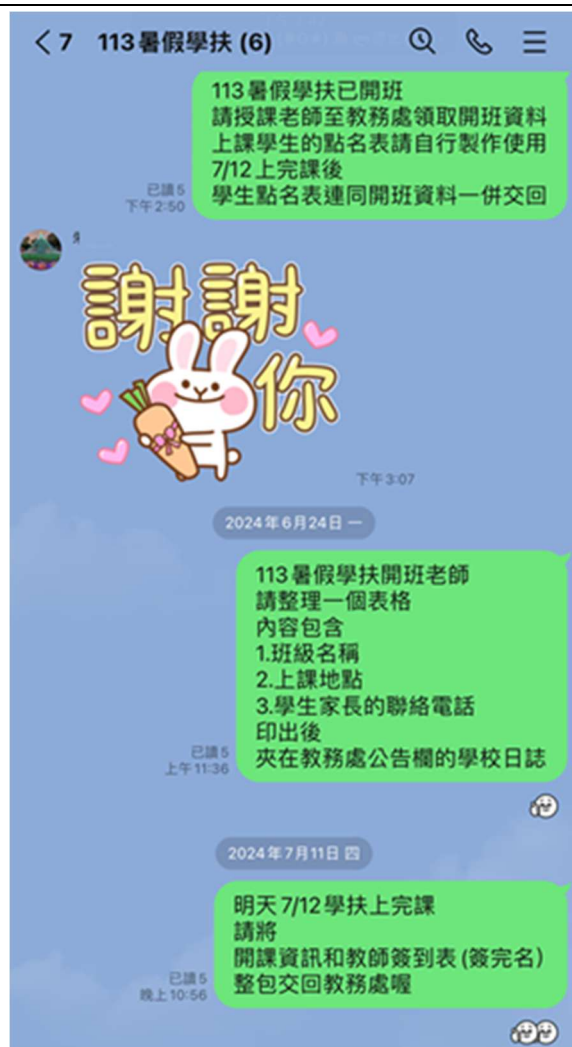 7 113暑假學扶 (6)
113暑假學扶已開班
請授課老師至教務處領取開班資料
上課學生的點名表請自行製作使用
7/12上完課後
學生點名表連同開班資料一併交回
已讀5
下午2:50
謝謝
你
下午3:07
2024年6月24日 一
113暑假學扶開班老師
請整理一個表格
內容包含
1.班級名稱
2.上課地點
3.學生家長的聯絡電話
印出後
夾在教務處公告欄的學校日誌
已讀5
上午11:36
2024年7月11日 四
明天7/12學扶上完課
請將
開課資訊和教師簽到表(簽完名)
整包交回教務處喔
已讀5
晚上10:56